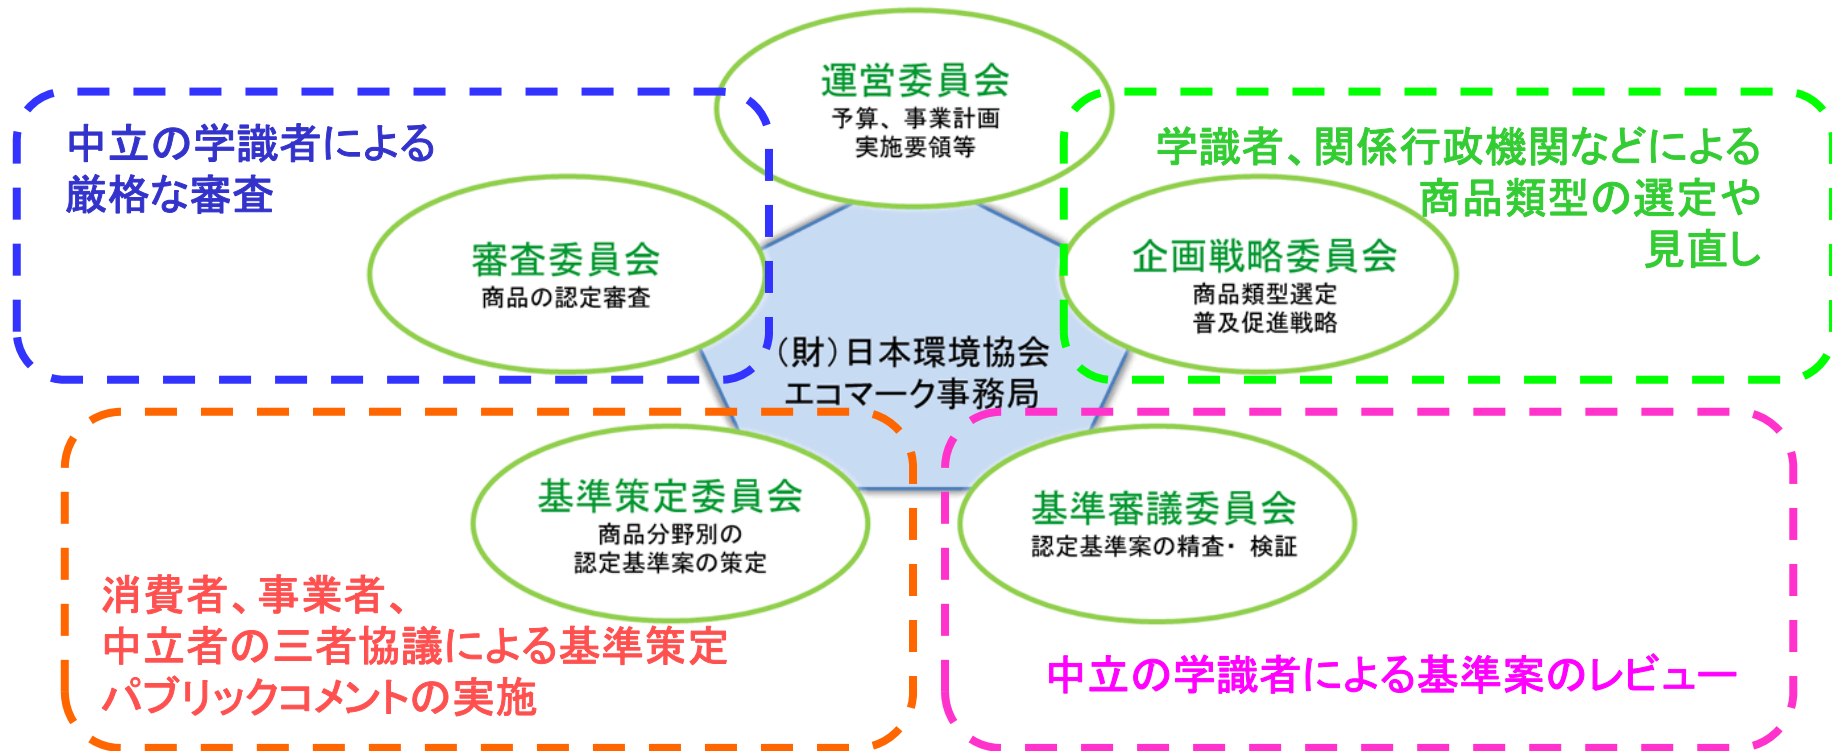 運営委員会
予算、事業計画
実施要領等
中立の学識者による
厳格な審査
審査委員会
商品の認定審査
学識者、関係行政機関などによる
商品類型の選定や
見直し
企画戦略委員会
商品類型選定
普及促進戦略
（財）日本環境協会
エコマーク事務局
基準策定委員会
商品分野別の
認定基準案の策定
消費者、事業者、
中立者の三者協議による基準策定
パブリックコメントの実施
基準審議委員会
認定基準案の精査・ 検証
中立の学識者による基準案のレビュー